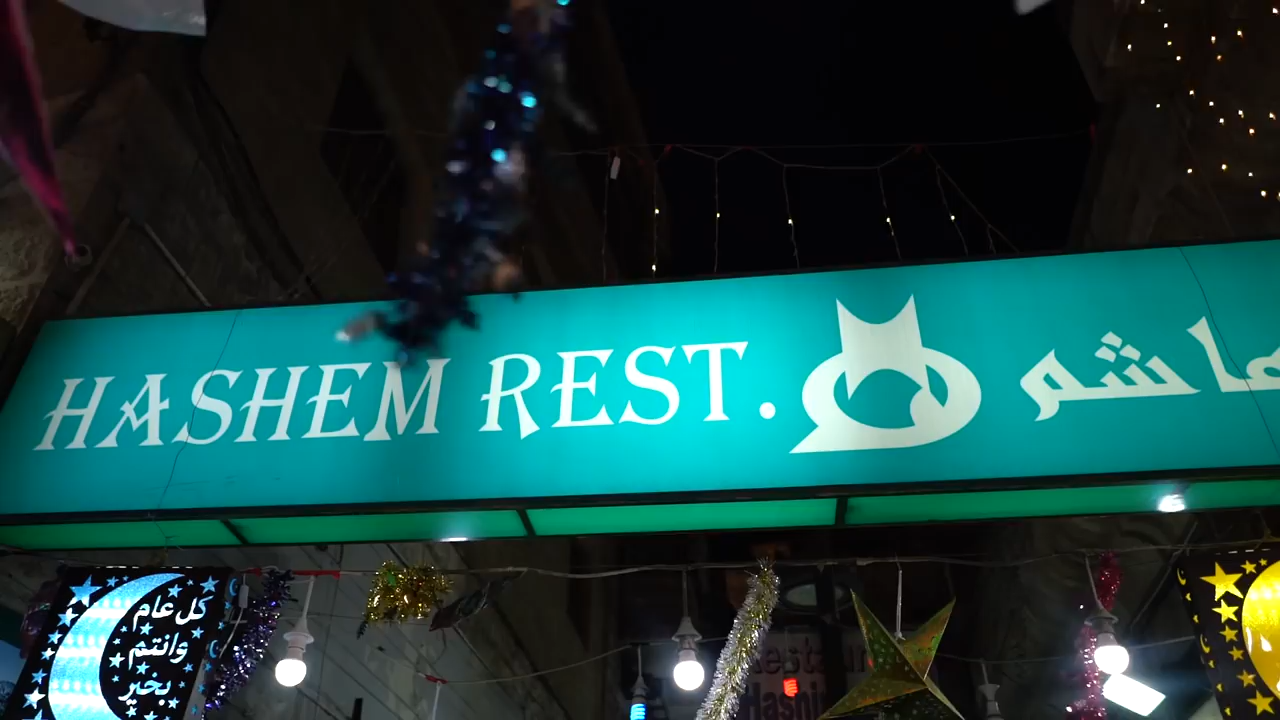 HASHEM REST.
هاشم
كل عام
وانتم
بخير